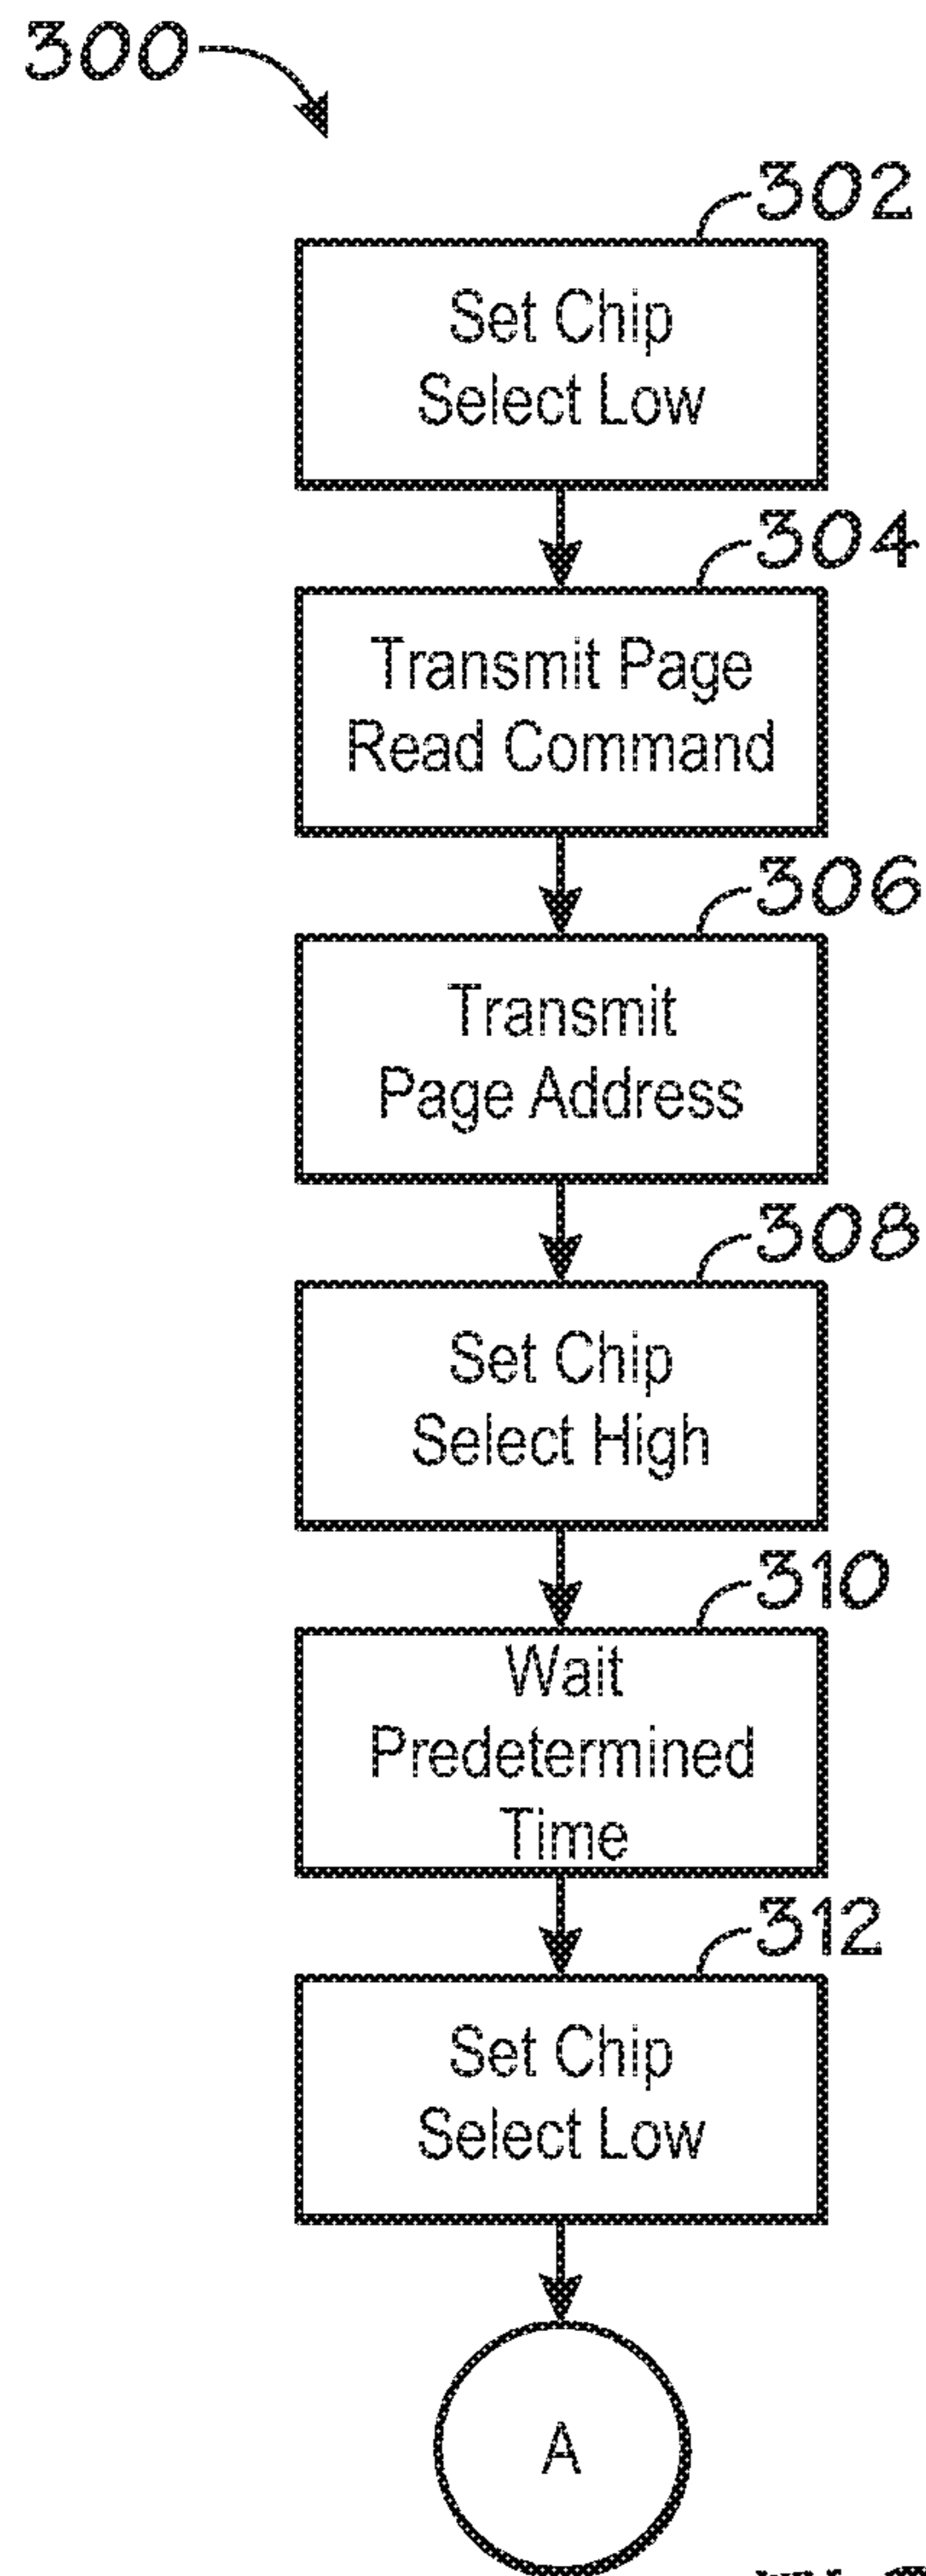 300
302
Set Chip
Select Low
304
Transmit Page
Read Command
306
Transmit
Page Address
308
Set Chip
Select High
310
Wait
Predetermined
Time
312
Set Chip
Select Low
A